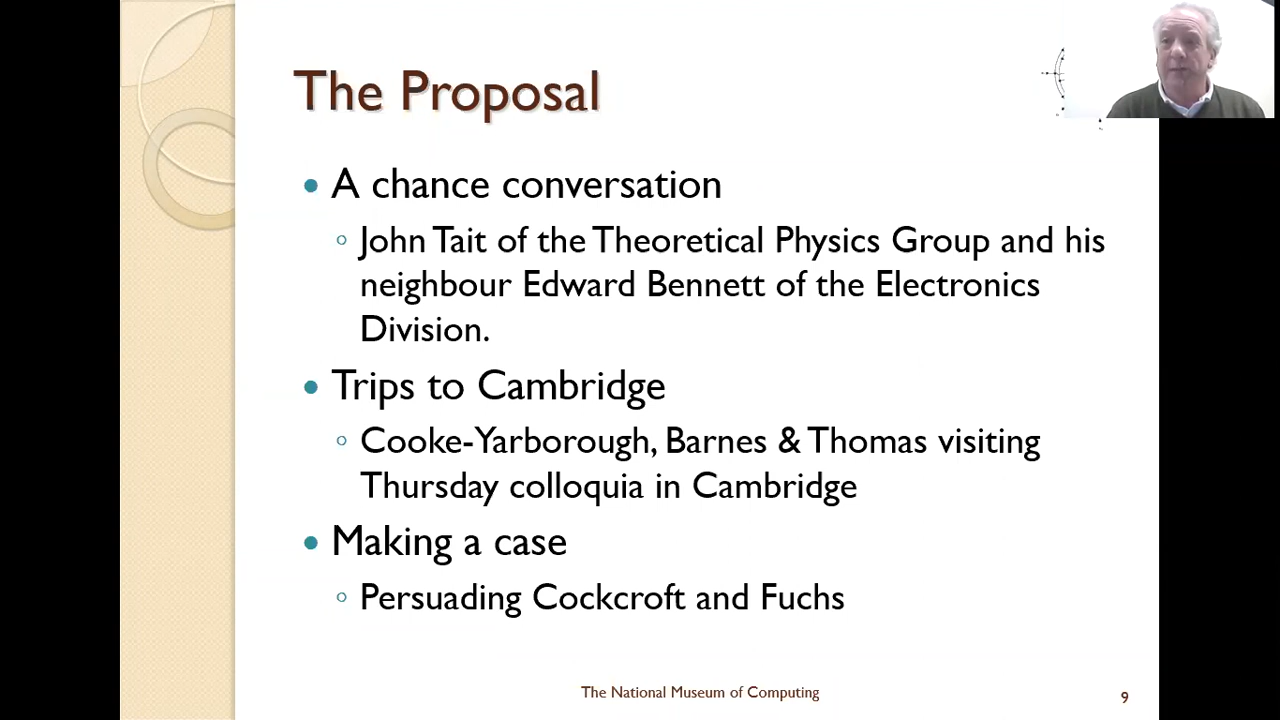 The Proposal
A chance conversation
John Tait of the Theoretical Physics Group and his
neighbour Edward Bennett of the Electronics
Division.
Trips to Cambridge
Cooke-Yarborough, Barnes & Thomas visiting
Thursday colloquia in Cambridge
Making a case
Persuading Cockcroft and Fuchs
The National Museum of Computing
9